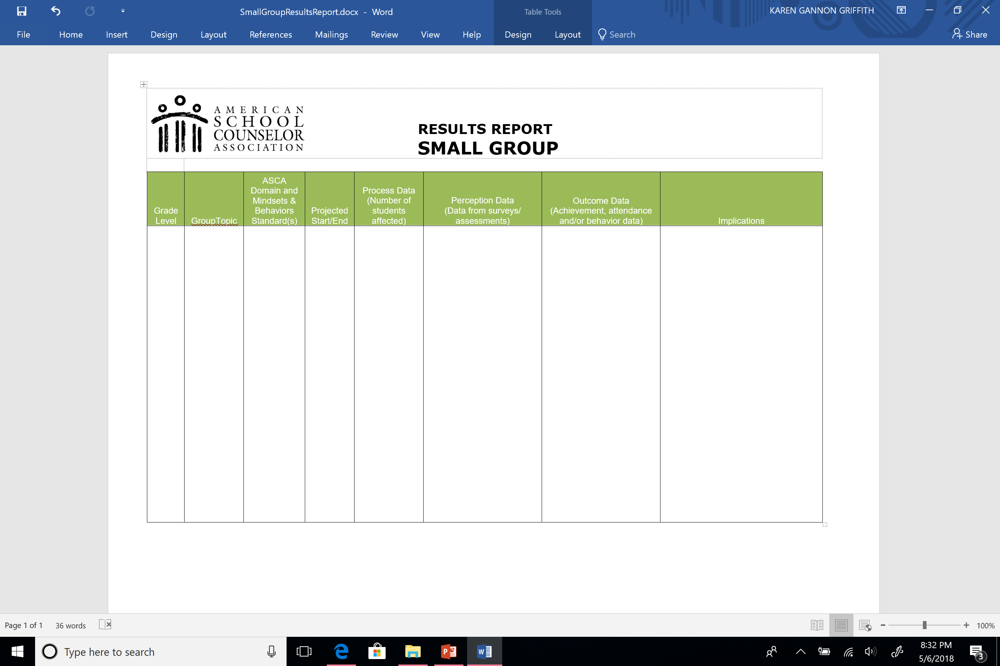 SmallGroupResultsReport.docx - Word
Table Tools
KAREN GANNON GRIFFITH
File Home Insert Design Layout References Mailings Review View Help Design Layout Search Share
AMERICAN
SCHOOL
COUNSELOR
ASSOCIATION
RESULTS REPORT
SMALL GROUP
Grade
Level
GroupTopic
ASCA
Domain and
Mindsets &
Behaviors
Standard(s)
Projected
Start/End
Process Data
(Number of
students
affected)
Perception Data
(Data from surveys/
assessments)
Outcome Data
(Achievement, attendance
and/or behavior data)
Implications
Page 1 of 1 36 words
100%
Type here to search
8:32 PM
5/6/2018
3